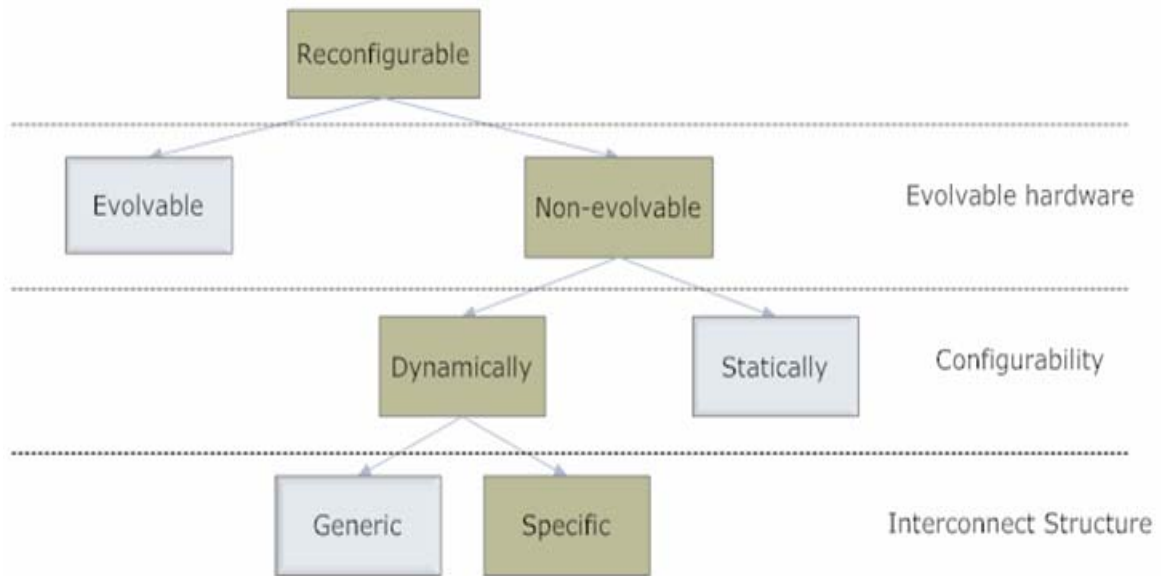 Reconfigurable
Evolvable
Non-evolvable
Evolvable hardware
Dynamically
Statically
Configurability
Generic
Specific
Interconnect Structure